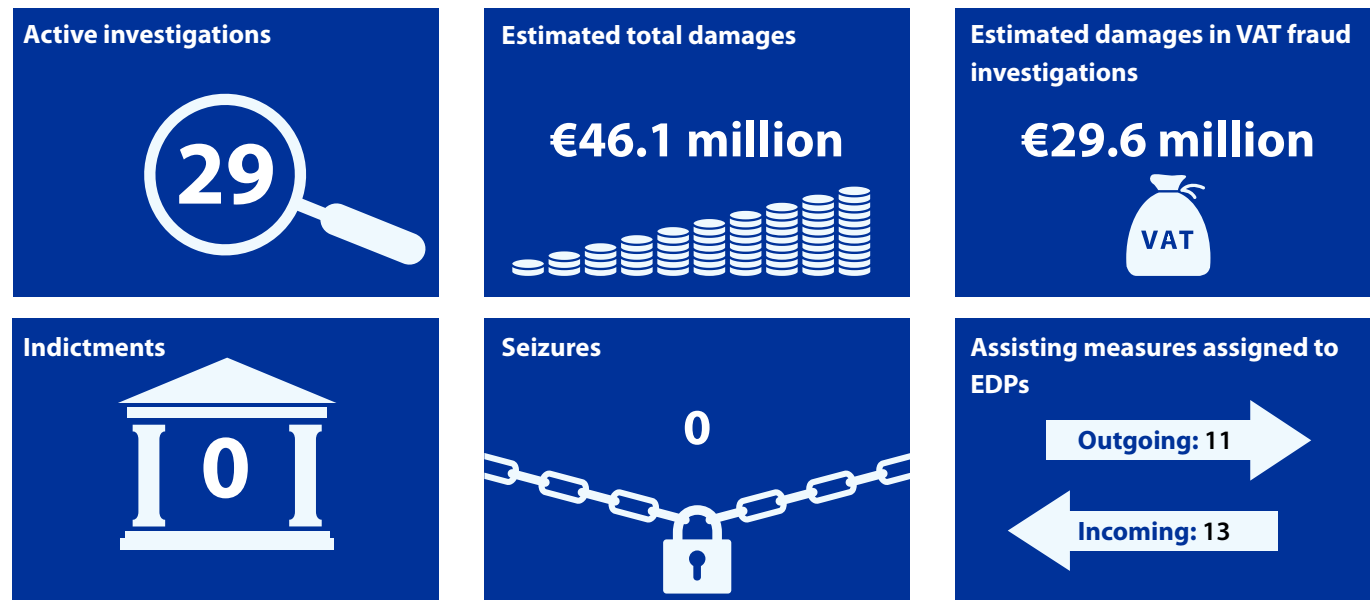 Active investigations
29
Estimated total damages
€46.1 million
Estimated damages in VAT fraud
investigations
€29.6 million
VAT
Indictments
0
Seizures
0
Assisting measures assigned to
EDPs
Outgoing: 11
Incoming: 13